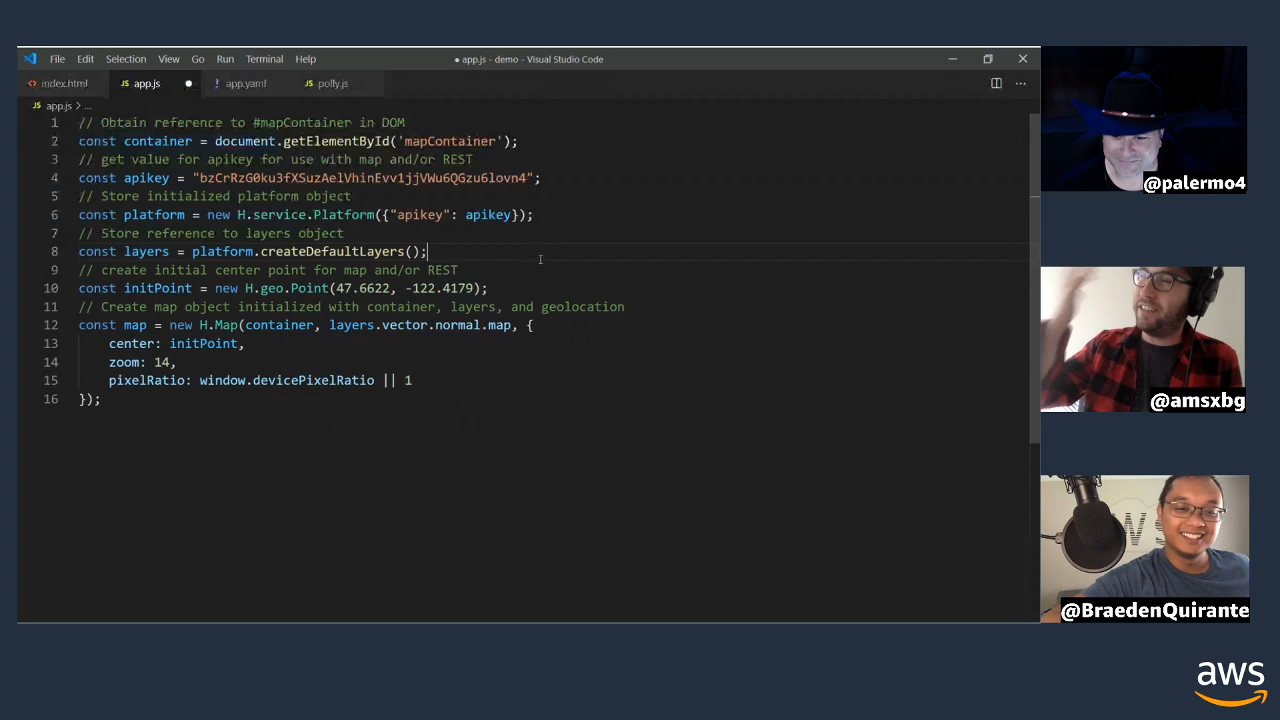 File Edit Selection View Go Run Terminal Help
● app.js - demo - Visual Studio Code
<> index.html
JS app.js ●
! app.yaml
JS polly.js
JS app.js > ...
1 // Obtain reference to #mapContainer in DOM
2 const container = document.getElementById('mapContainer');
3 // get value for apikey for use with map and/or REST
4 const apikey = "bzCrRzG0ku3fXSuzAelVhinEvv1jjVWu6QGzu6lovn4";
5 // Store initialized platform object
6 const platform = new H.service.Platform({"apikey": apikey});
7 // Store reference to layers object
8 const layers = platform.createDefaultLayers();
9 // create initial center point for map and/or REST
10 const initPoint = new H.geo.Point(47.6622, -122.4179);
11 // Create map object initialized with container, layers, and geolocation
12 const map = new H.Map(container, layers.vector.normal.map, {
13 center: initPoint,
14 zoom: 14,
15 pixelRatio: window.devicePixelRatio || 1
16 });
@palermo4
@amsxbg
@BraedenQuirante
aws